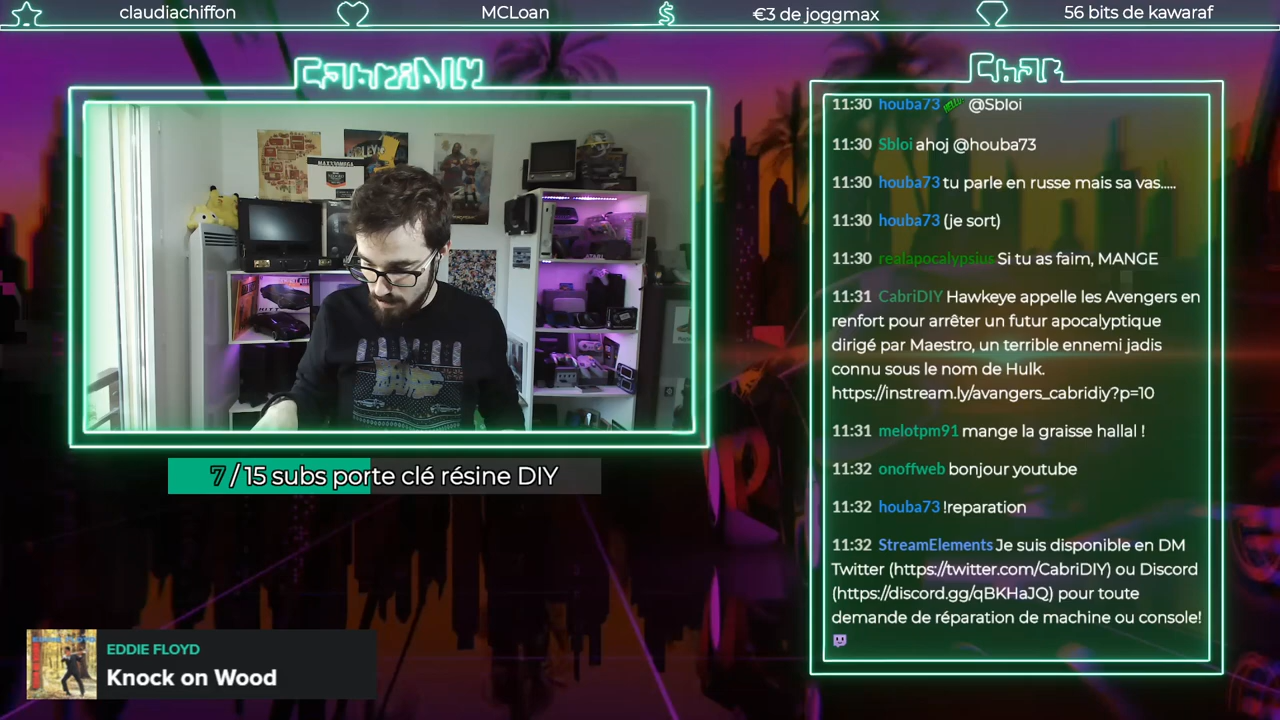 claudiachiffon
MCLoan
€3 de joggmax
56 bits de kawaraf
CabriDIY
Chat
11:30 houba73 @Sbloi
11:30 Sbloi ahoj @houba73
11:30 houba73 tu parle en russe mais sa vas.....
11:30 houba73 (je sort)
11:30 realapocalypsius Si tu as faim, MANGE
11:31 CabriDIY Hawkeye appelle les Avengers en
renfort pour arrêter un futur apocalyptique
dirigé par Maestro, un terrible ennemi jadis
connu sous le nom de Hulk.
https://instream.ly/avangers_cabridiy?p=10
11:31 melotpm91 mange la graisse hallal !
11:32 onoffweb bonjour youtube
11:32 houba73 !reparation
11:32 StreamElements Je suis disponible en DM
Twitter (https://twitter.com/CabriDIY) ou Discord
(https://discord.gg/qBKHaJQ) pour toute
demande de réparation de machine ou console!
7 / 15 subs porte clé résine DIY
EDDIE FLOYD
Knock on Wood